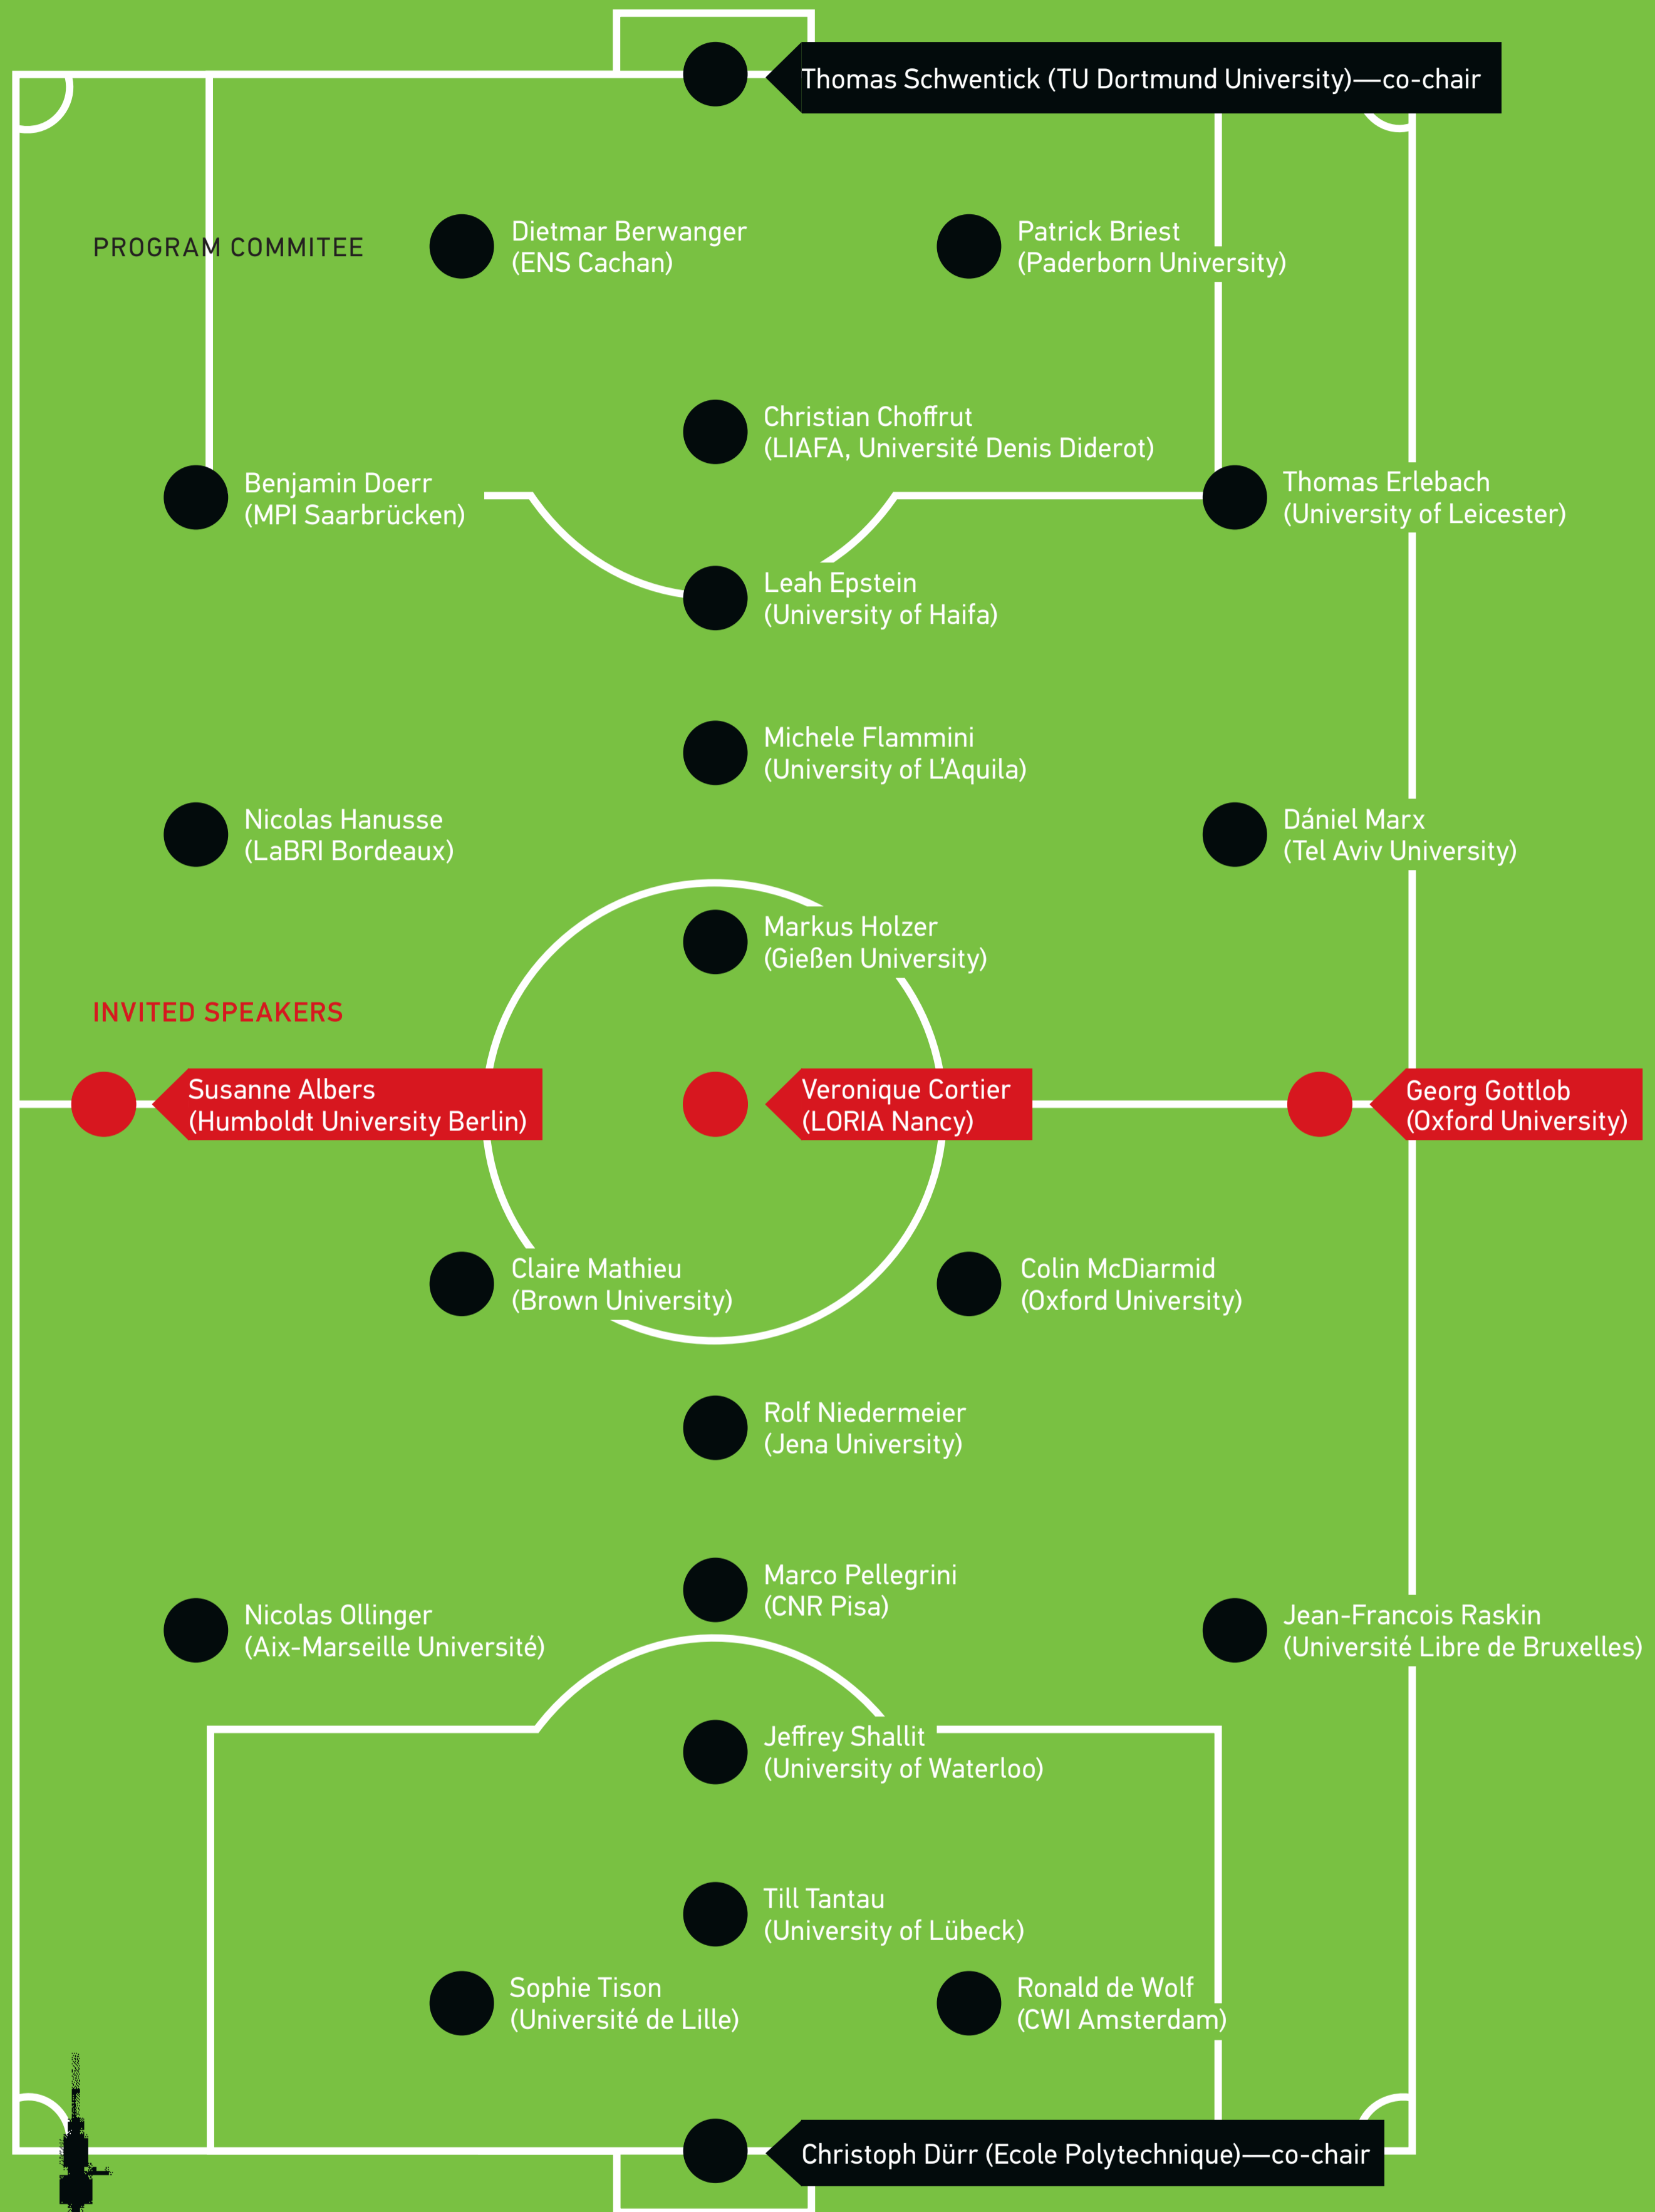 Thomas Schwentick (TU Dortmund University)—co-chair
PROGRAM COMMITEE
Dietmar Berwanger
(ENS Cachan)
Patrick Briest
(Paderborn University)
Christian Choffrut
(LIAFA, Université Denis Diderot)
Benjamin Doerr
(MPI Saarbrücken)
Thomas Erlebach
(University of Leicester)
Leah Epstein
(University of Haifa)
Michele Flammini
(University of L’Aquila)
Nicolas Hanusse
(LaBRI Bordeaux)
Dániel Marx
(Tel Aviv University)
Markus Holzer
(Gießen University)
INVITED SPEAKERS
Susanne Albers
(Humboldt University Berlin)
Veronique Cortier
(LORIA Nancy)
Georg Gottlob
(Oxford University)
Claire Mathieu
(Brown University)
Colin McDiarmid
(Oxford University)
Rolf Niedermeier
(Jena University)
Marco Pellegrini
(CNR Pisa)
Nicolas Ollinger
(Aix-Marseille Université)
Jean-Francois Raskin
(Université Libre de Bruxelles)
Jeffrey Shallit
(University of Waterloo)
Till Tantau
(University of Lübeck)
Sophie Tison
(Université de Lille)
Ronald de Wolf
(CWI Amsterdam)
Christoph Dürr (Ecole Polytechnique)—co-chair